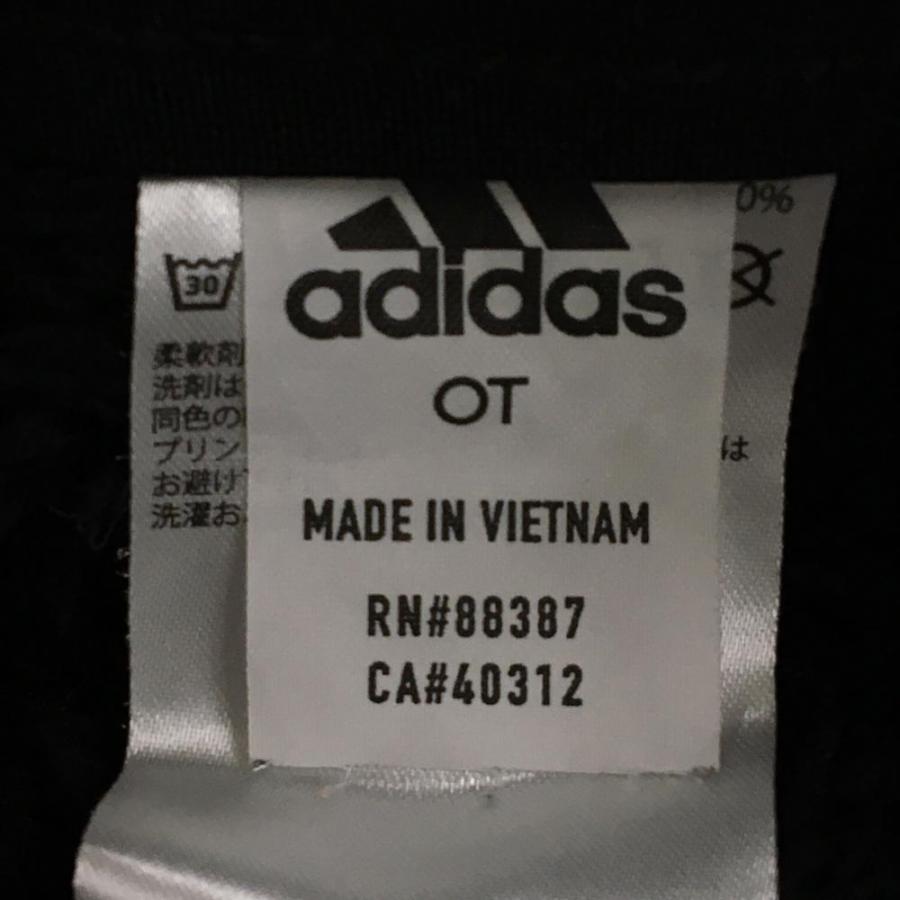 0%
adidas
30
OT
柔軟剤
洗剤は
同色の
プリン
は
お避け
洗濯お
MADE IN VIETNAM
RN#88387
CA#40312